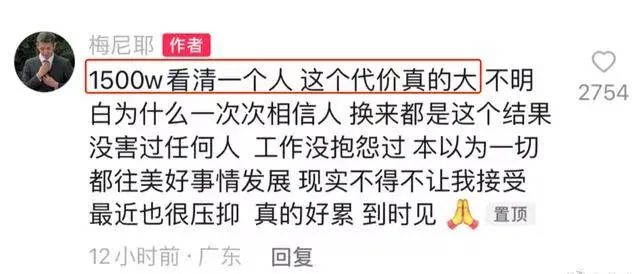 梅尼耶 作者
1500w看清一个人 这个代价真的大 不明
白为什么一次次相信人 换来都是这个结果
没害过任何人 工作没抱怨过 本以为一切
都往美好事情发展 现实不得不让我接受
最近也很压抑 真的好累 到时见🙏 置顶
12小时前·广东 回复
2754